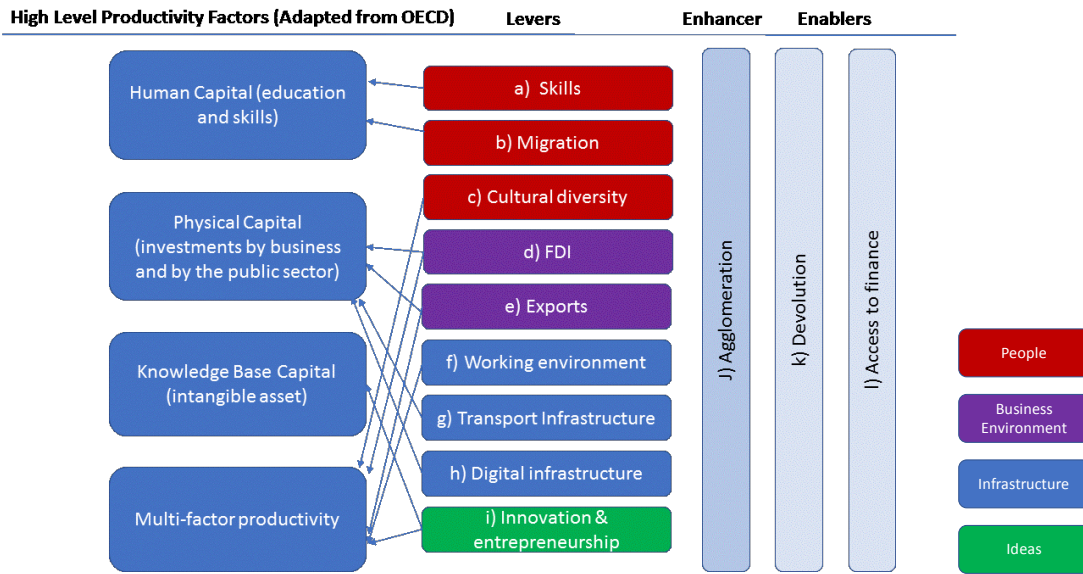 High Level Productivity Factors (Adapted from OECD)
Levers
Enhancer
Enablers
Human Capital (education
and skills)
Physical Capital
(investments by business
and by the public sector)
Knowledge Base Capital
(intangible asset)
Multi-factor productivity
a) Skills
b) Migration
c) Cultural diversity
d) FDI
e) Exports
f) Working environment
g) Transport Infrastructure
h) Digital infrastructure
i) Innovation &
entrepreneurship
J) Agglomeration
k) Devolution
l) Access to finance
People
Business
Environment
Infrastructure
Ideas